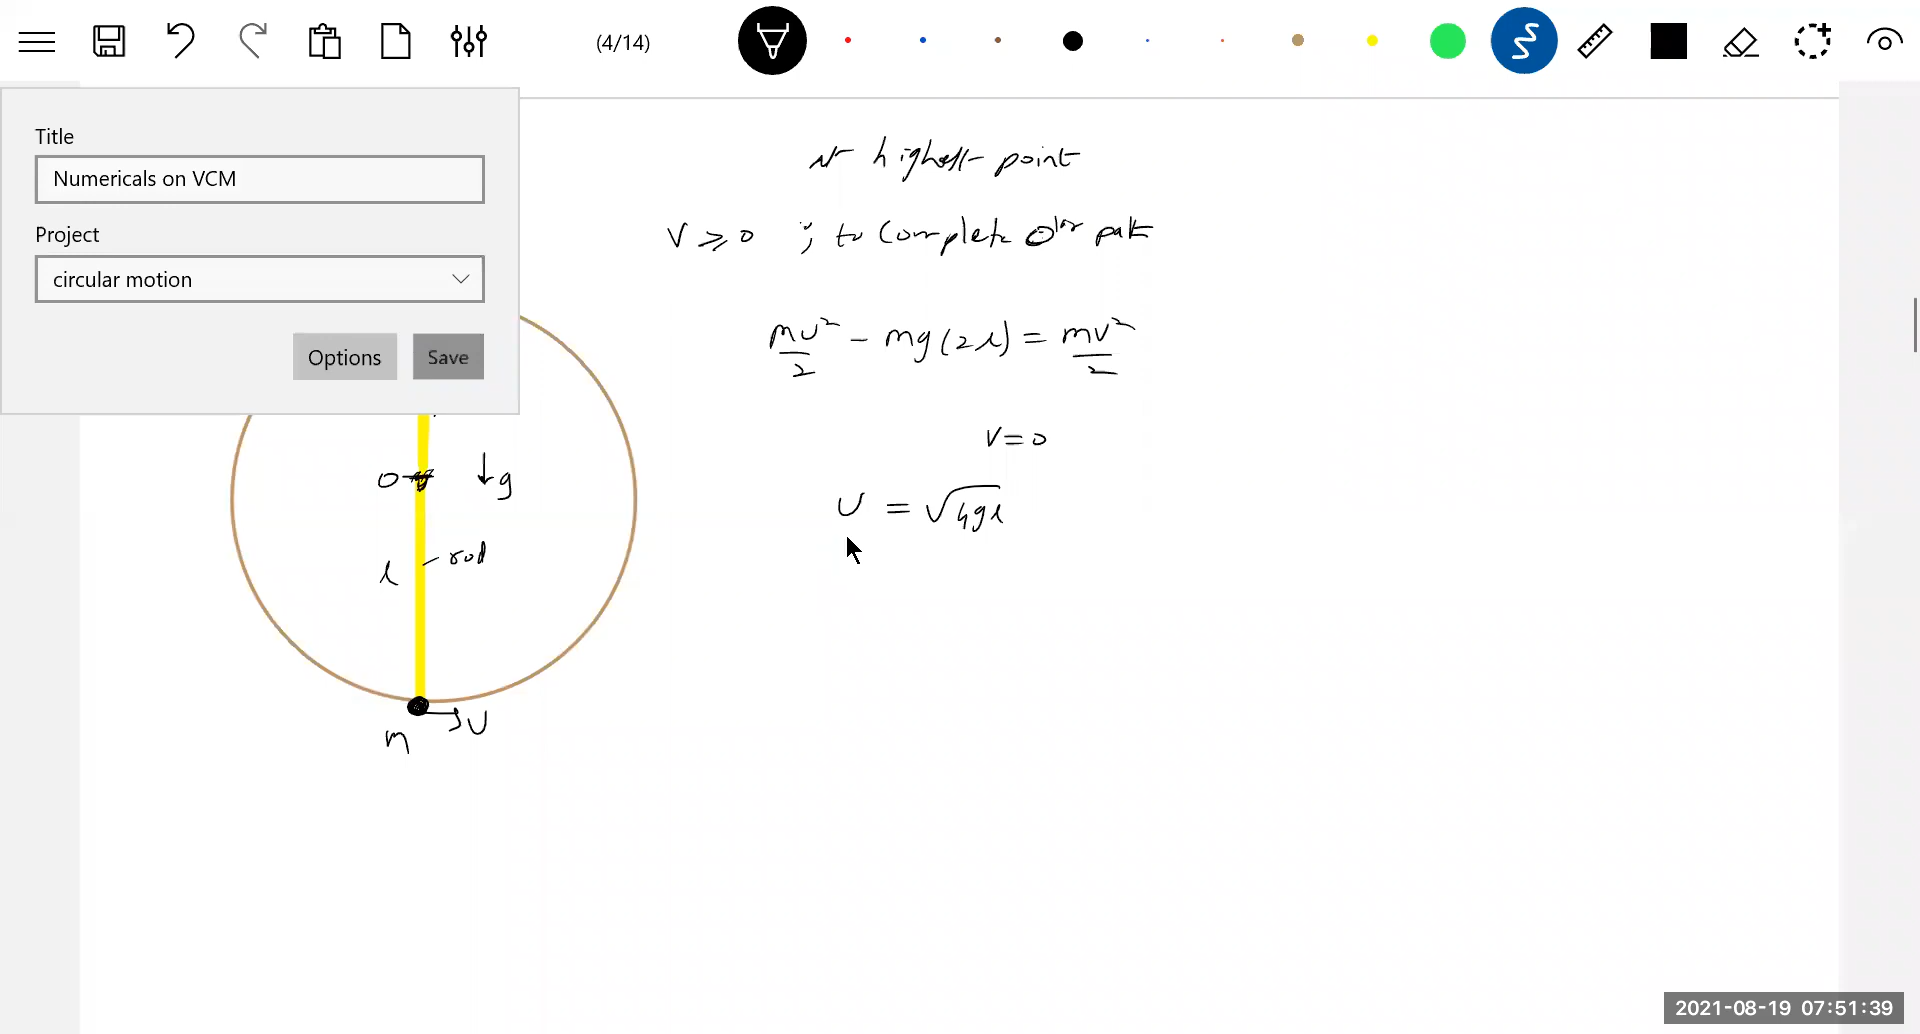 (4/14)
Title
Numericals on VCM
Project
circular motion
Options
Save
At highest point
V ⩾ 0 ; to complete O^lar path
mu²/2 - mg(2l) = mv²/2
V=0
U = √4gl
O
↓g
l
rod
m
U
2021-08-19 07:51:39